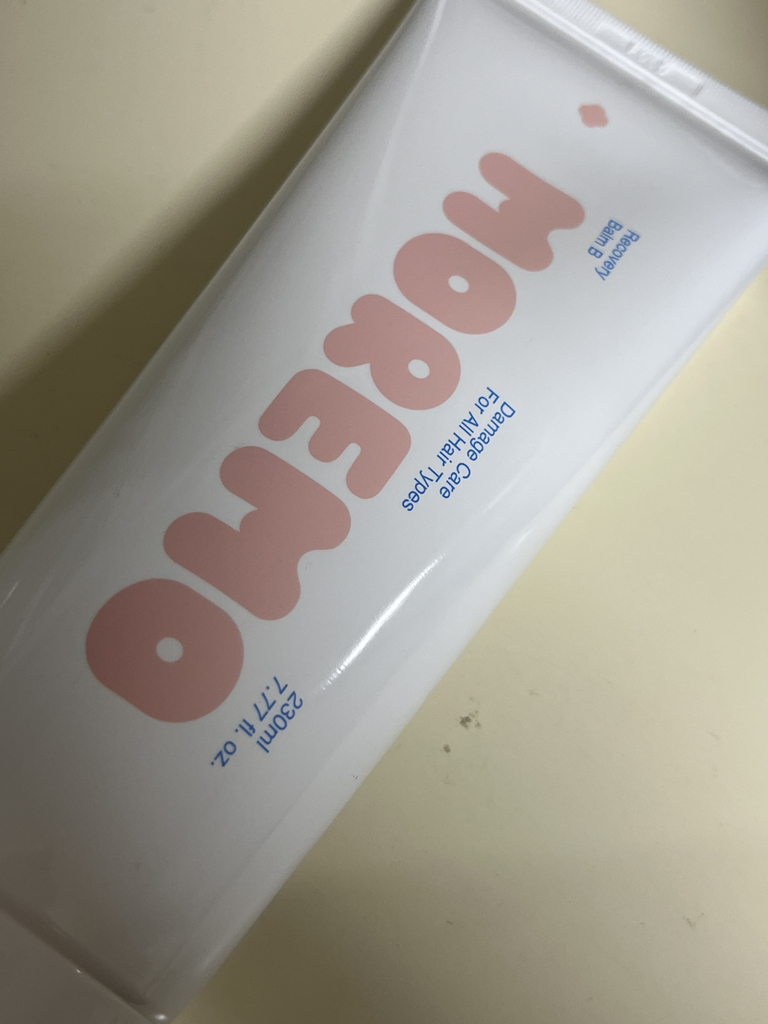 Recovery
Balm B
MOREMO
Damage Care
For All Hair Types
230ml
7.77 fl. oz.